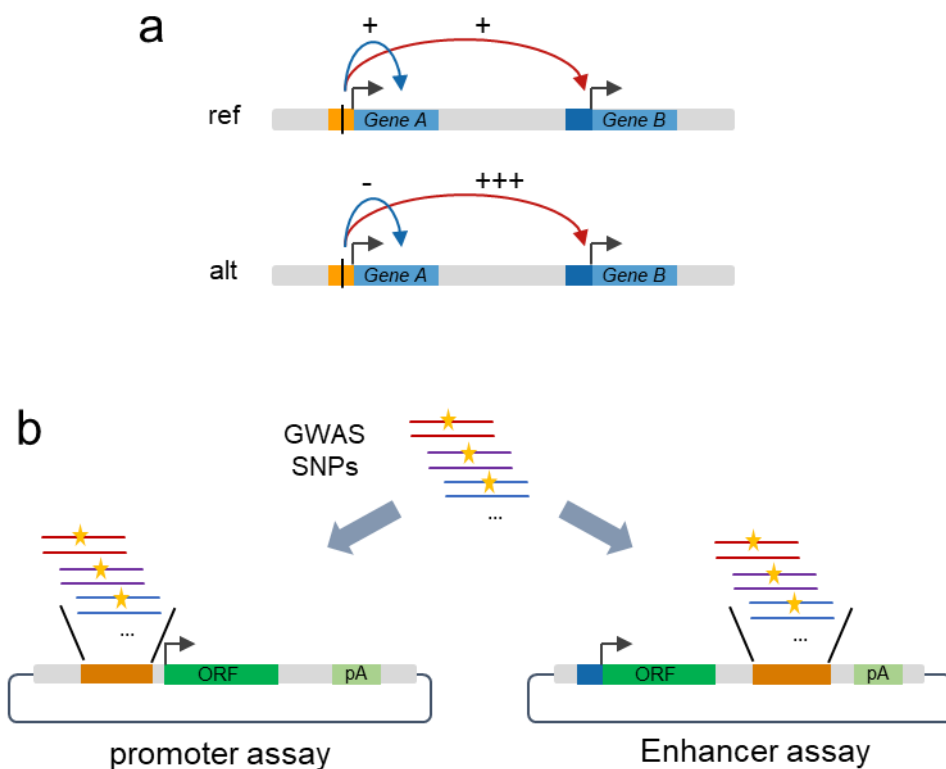 a
+ +
ref
Gene A Gene B
- +++
alt
Gene A Gene B
b
GWAS
SNPs
...
...
...
ORF pA
ORF pA
promoter assay
Enhancer assay